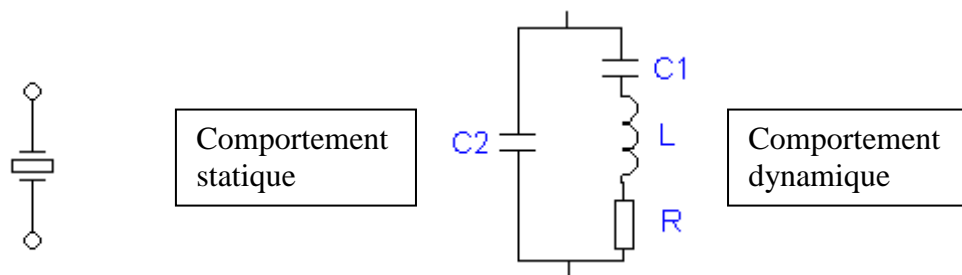 Comportement
statique
C2
C1
L
R
Comportement
dynamique